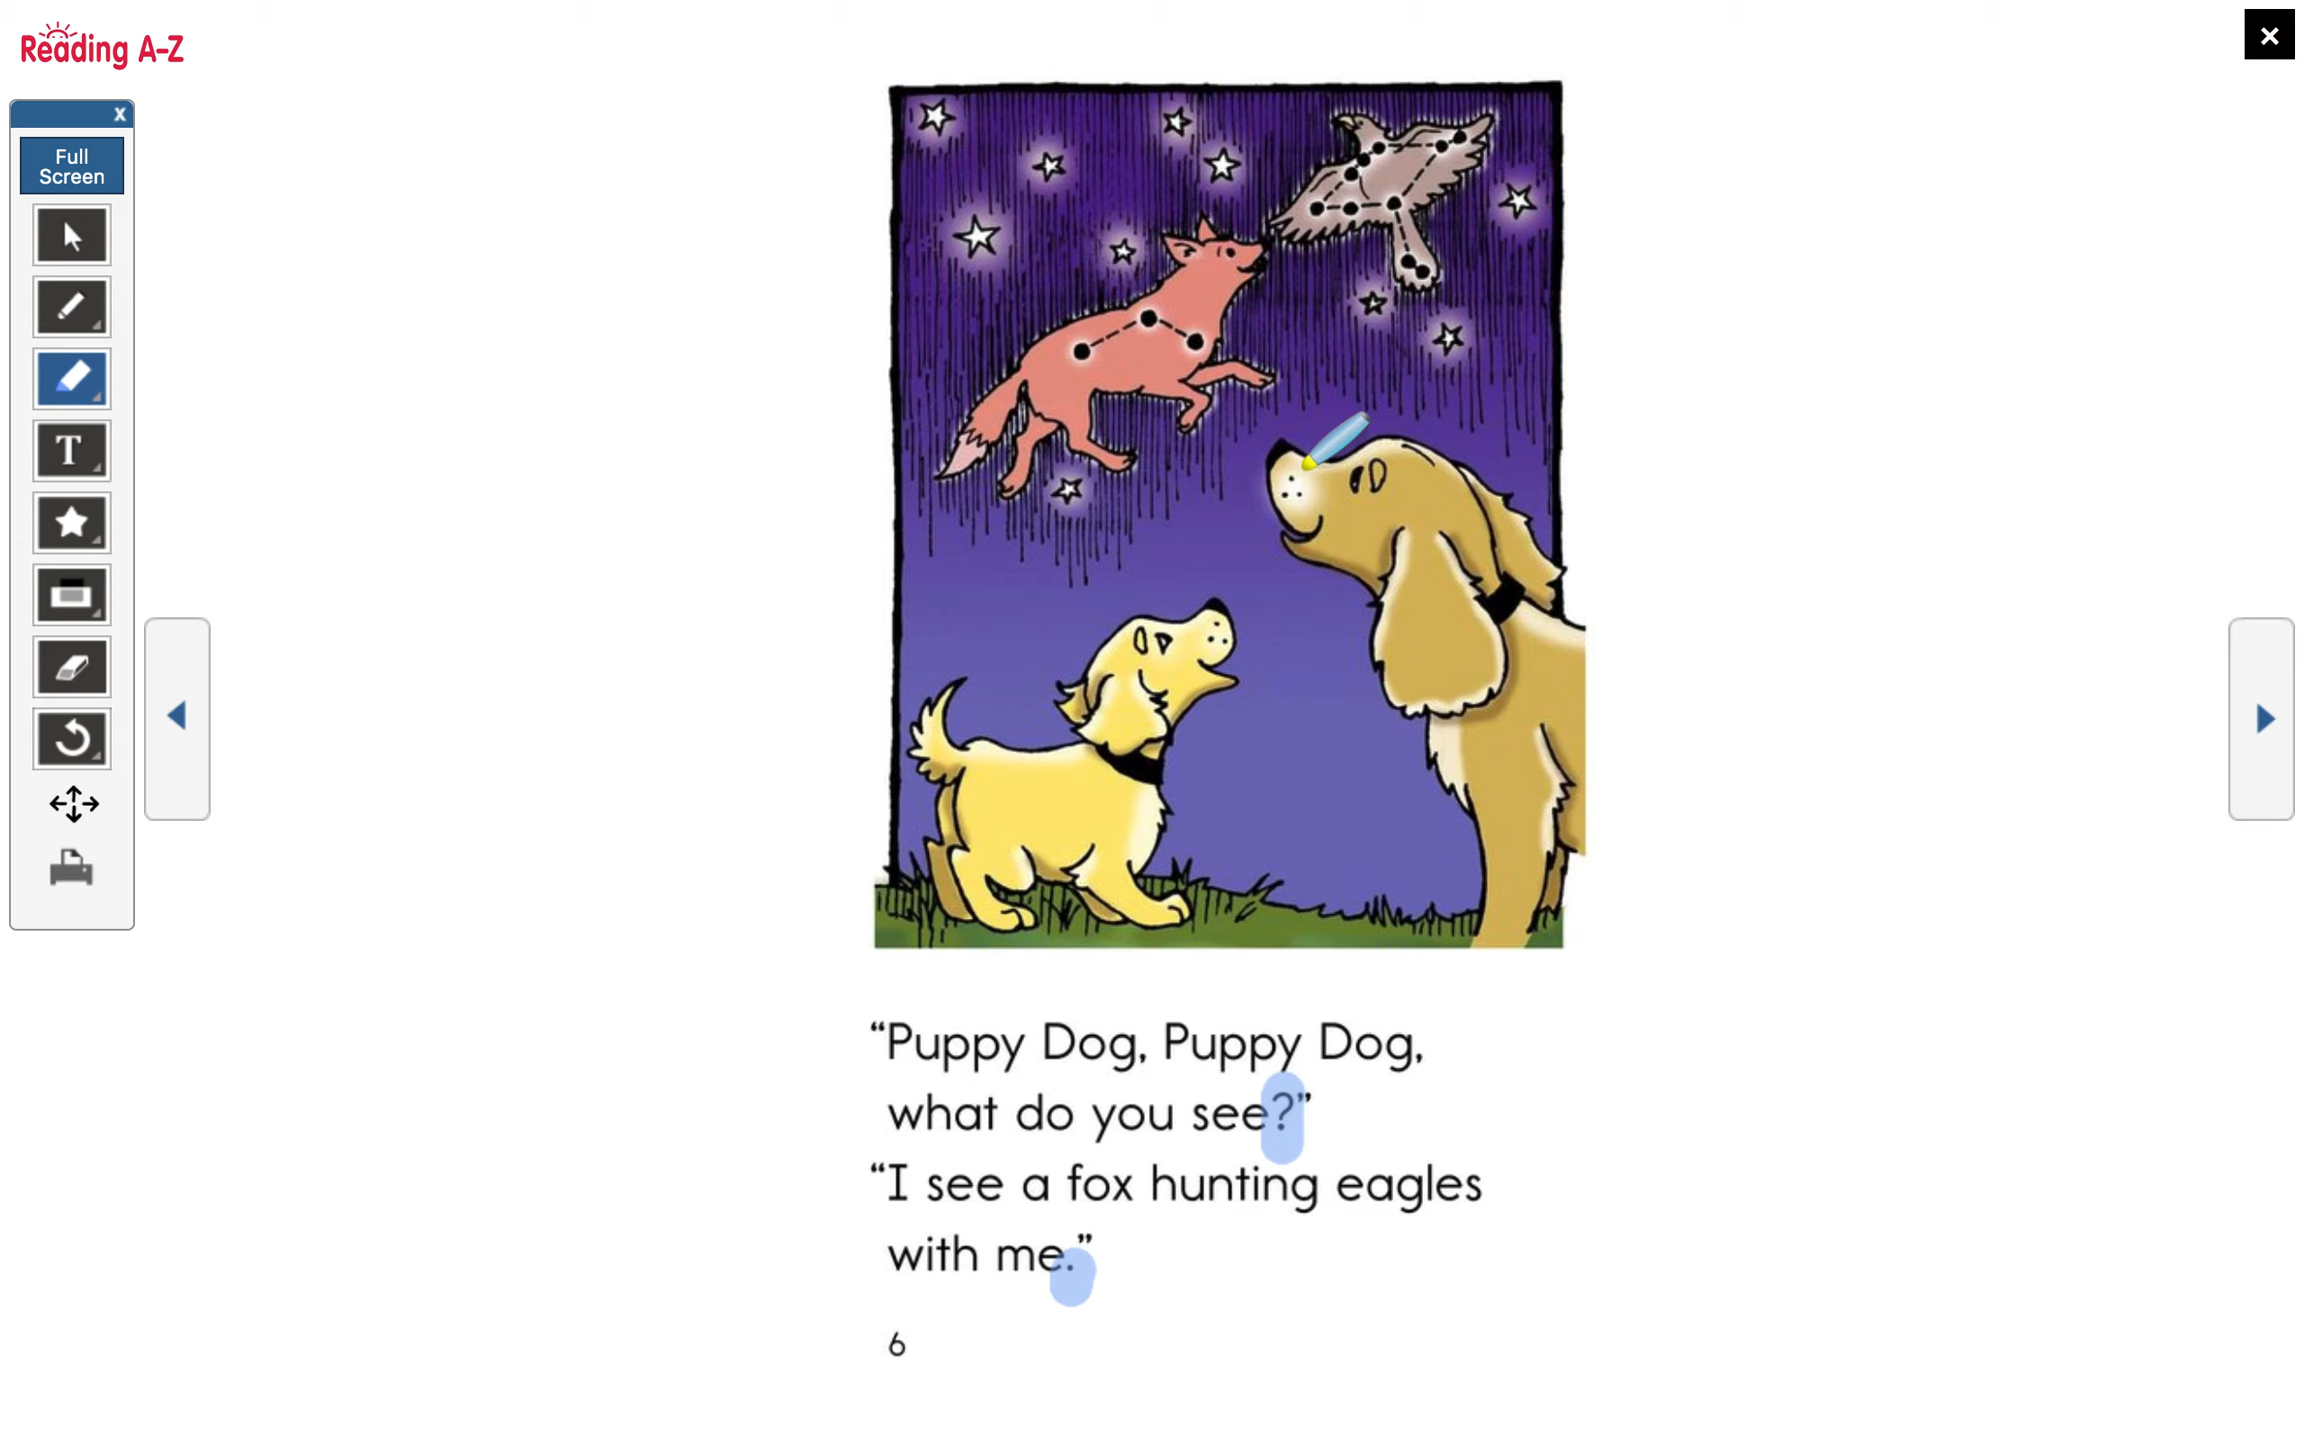 Reading A-Z
×
x
Full
Screen
T
“Puppy Dog, Puppy Dog,
what do you see?”
“I see a fox hunting eagles
with me.”
6